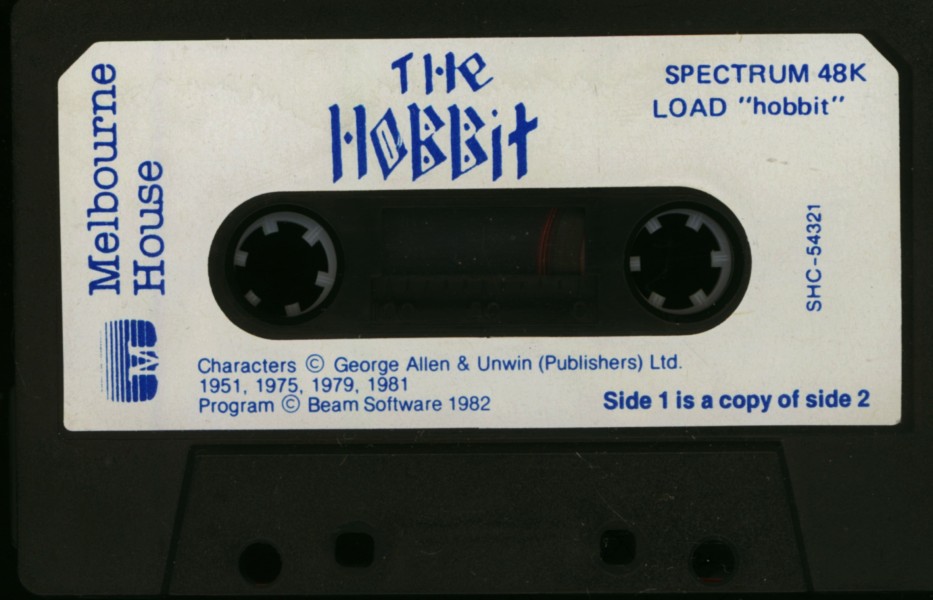 THE
HOBBIT
SPECTRUM 48K
LOAD "hobbit"
Melbourne
House
M
SHC-54321
Characters © George Allen & Unwin (Publishers) Ltd.
1951, 1975, 1979, 1981
Program © Beam Software 1982
Side 1 is a copy of side 2